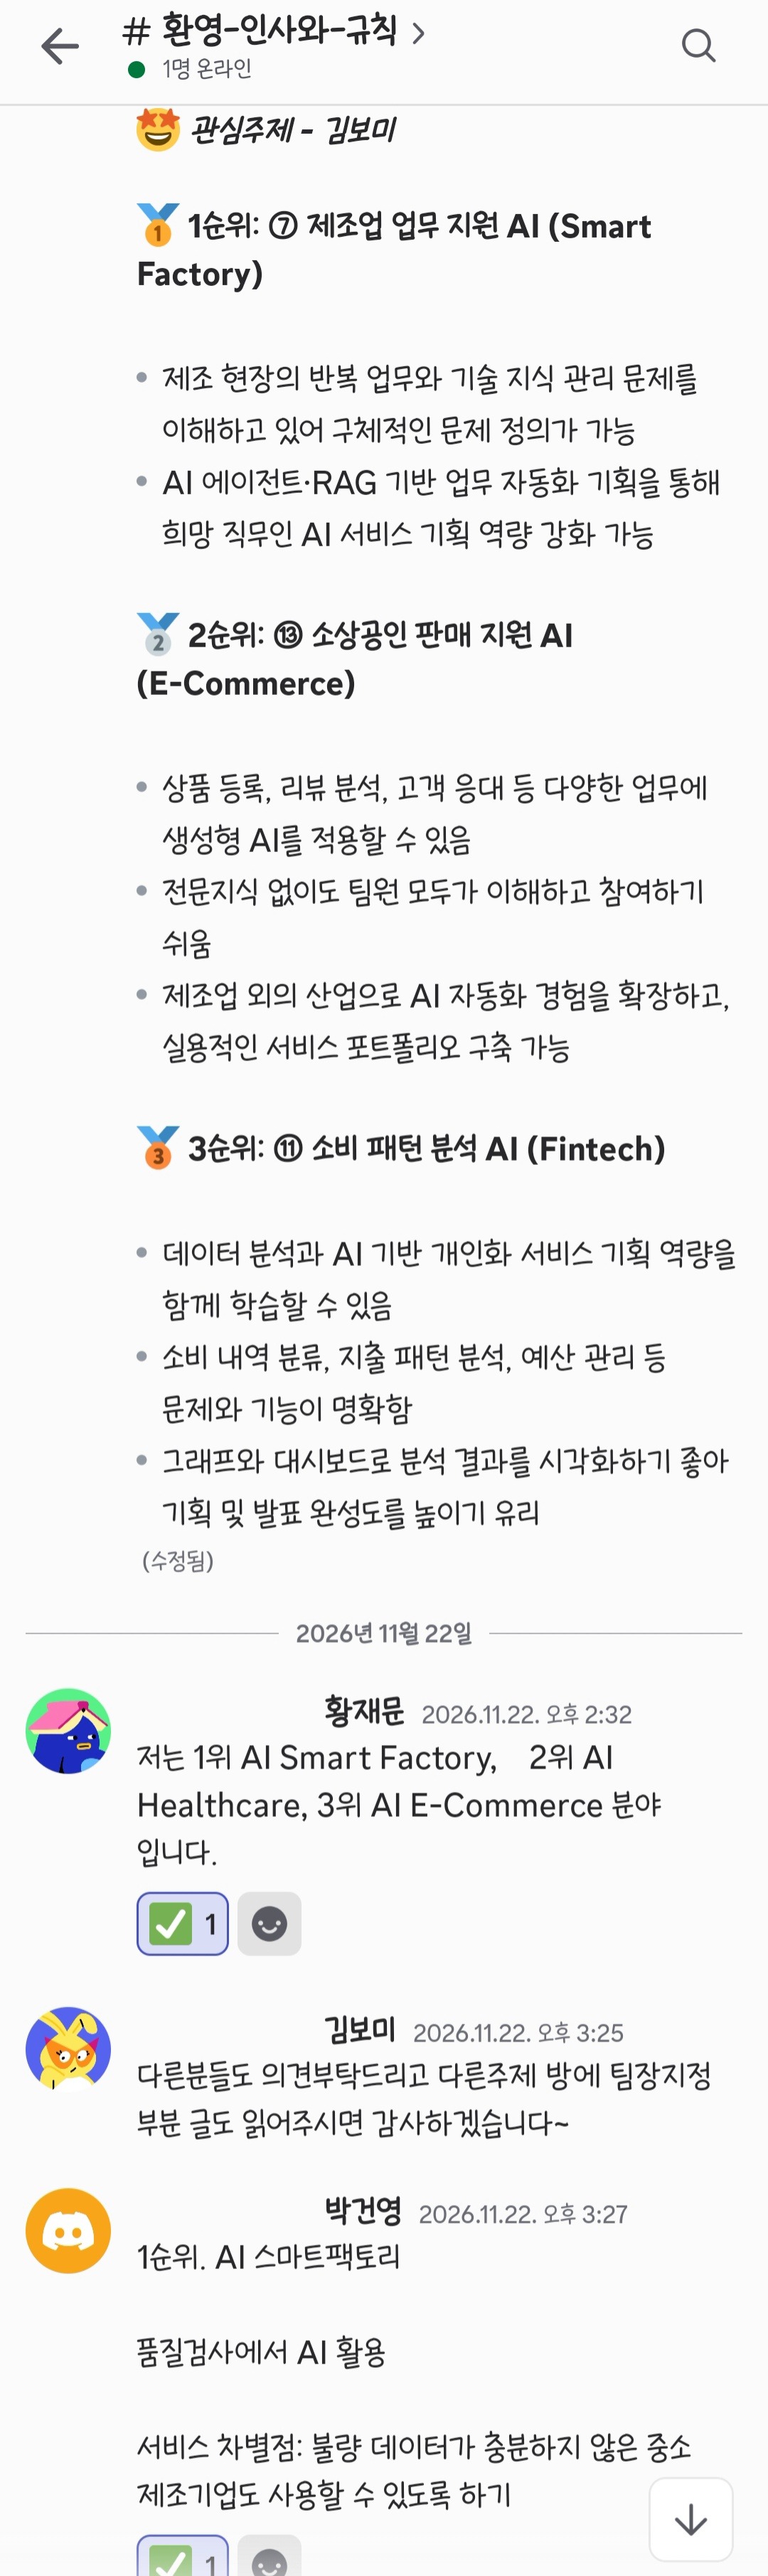 # 환영-인사와-규칙
1명 온라인
관심주제 - 김보미
1순위: ⑦ 제조업 업무 지원 AI (Smart
Factory)
제조 현장의 반복 업무와 기술 지식 관리 문제를
이해하고 있어 구체적인 문제 정의가 가능
AI 에이전트·RAG 기반 업무 자동화 기획을 통해
희망 직무인 AI 서비스 기획 역량 강화 가능
2순위: ⑬ 소상공인 판매 지원 AI
(E-Commerce)
상품 등록, 리뷰 분석, 고객 응대 등 다양한 업무에
생성형 AI를 적용할 수 있음
전문지식 없이도 팀원 모두가 이해하고 참여하기
쉬움
제조업 외의 산업으로 AI 자동화 경험을 확장하고,
실용적인 서비스 포트폴리오 구축 가능
3순위: ⑪ 소비 패턴 분석 AI (Fintech)
데이터 분석과 AI 기반 개인화 서비스 기획 역량을
함께 학습할 수 있음
소비 내역 분류, 지출 패턴 분석, 예산 관리 등
문제와 기능이 명확함
그래프와 대시보드로 분석 결과를 시각화하기 좋아
기획 및 발표 완성도를 높이기 유리
(수정됨)
2026년 11월 22일
황재문 2026.11.22. 오후 2:32
저는 1위 AI Smart Factory, 2위 AI
Healthcare, 3위 AI E-Commerce 분야
입니다.
1
김보미 2026.11.22. 오후 3:25
다른분들도 의견부탁드리고 다른주제 방에 팀장지정
부분 글도 읽어주시면 감사하겠습니다~
박건영 2026.11.22. 오후 3:27
1순위. AI 스마트팩토리
품질검사에서 AI 활용
서비스 차별점: 불량 데이터가 충분하지 않은 중소
제조기업도 사용할 수 있도록 하기
1